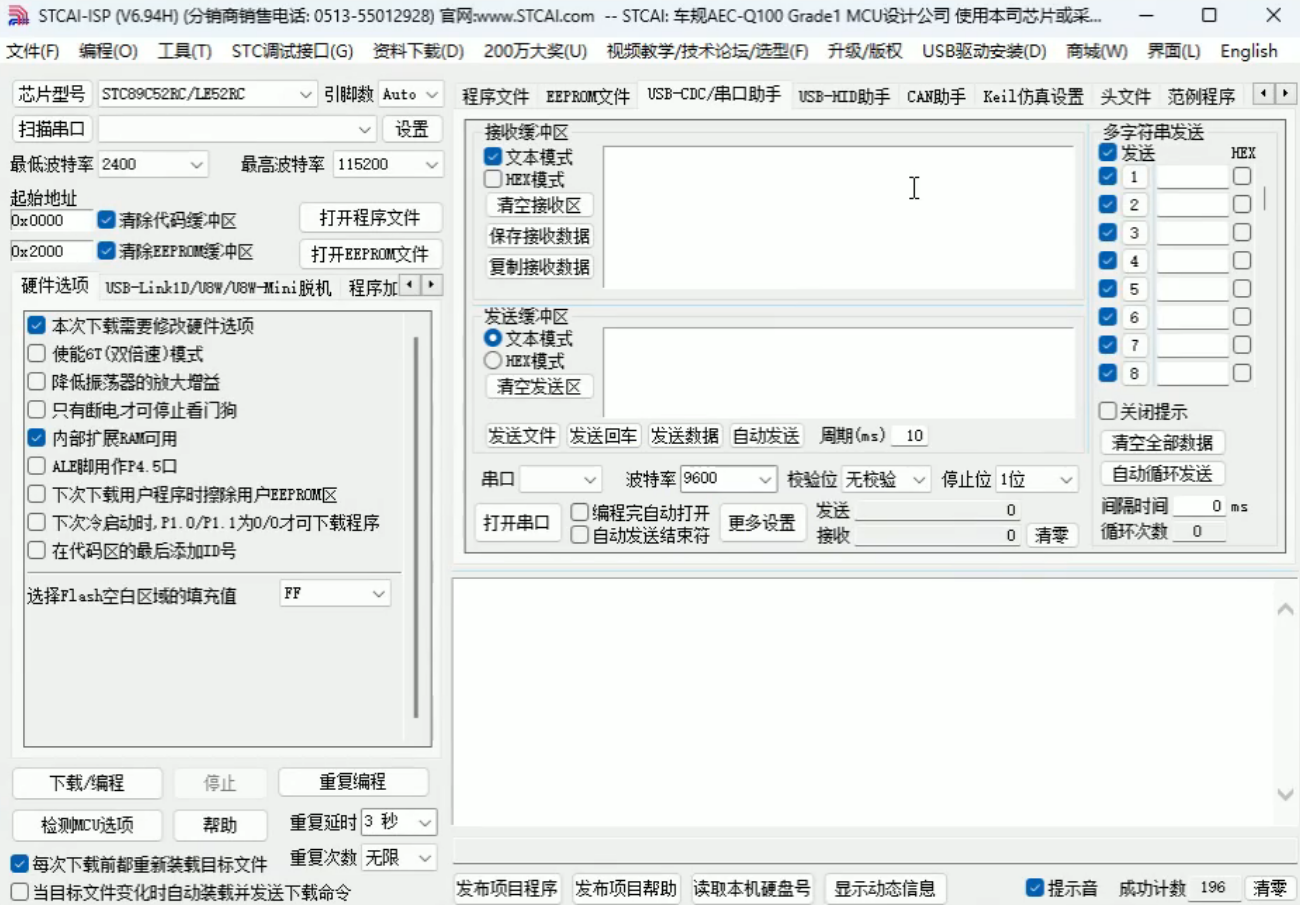 STCAI-ISP (V6.94H) (分销商销售电话: 0513-55012928) 官网:www.STCAI.com -- STCAI: 车规AEC-Q100 Grade1 MCU设计公司 使用本司芯片或采...
文件(F) 编程(O) 工具(T) STC调试接口(G) 资料下载(D) 200万大奖(U) 视频教学/技术论坛/选型(F) 升级/版权 USB驱动安装(D) 商城(W) 界面(L) English
芯片型号 STC89C52RC/LE52RC 引脚数 Auto
扫描串口 设置
最低波特率 2400 最高波特率 115200
起始地址
0x0000 清除代码缓冲区 打开程序文件
0x2000 清除EEPROM缓冲区 打开EEPROM文件
硬件选项 USB-Link1D/U8W/U8W-Mini脱机 程序加
本次下载需要修改硬件选项
使能6T(双倍速)模式
降低振荡器的放大增益
只有断电才可停止看门狗
内部扩展RAM可用
ALE脚用作P4.5口
下次下载用户程序时擦除用户EEPROM区
下次冷启动时,P1.0/P1.1为0/0才可下载程序
在代码区的最后添加ID号
选择Flash空白区域的填充值 FF
下载/编程 停止 重复编程
检测MCU选项 帮助 重复延时 3 秒
每次下载前都重新装载目标文件 重复次数 无限
当目标文件变化时自动装载并发送下载命令
程序文件 EEPROM文件 USB-CDC/串口助手 USB-HID助手 CAN助手 Keil仿真设置 头文件 范例程序
接收缓冲区
文本模式
HEX模式
清空接收区
保存接收数据
复制接收数据
发送缓冲区
文本模式
HEX模式
清空发送区
发送文件 发送回车 发送数据 自动发送 周期(ms) 10
串口 波特率 9600 校验位 无校验 停止位 1位
打开串口 编程完自动打开 更多设置 发送 0
自动发送结束符 接收 0 清零
多字符串发送
发送 HEX
1
2
3
4
5
6
7
8
关闭提示
清空全部数据
自动循环发送
间隔时间 0 ms
循环次数 0
发布项目程序 发布项目帮助 读取本机硬盘号 显示动态信息 提示音 成功计数 196 清零